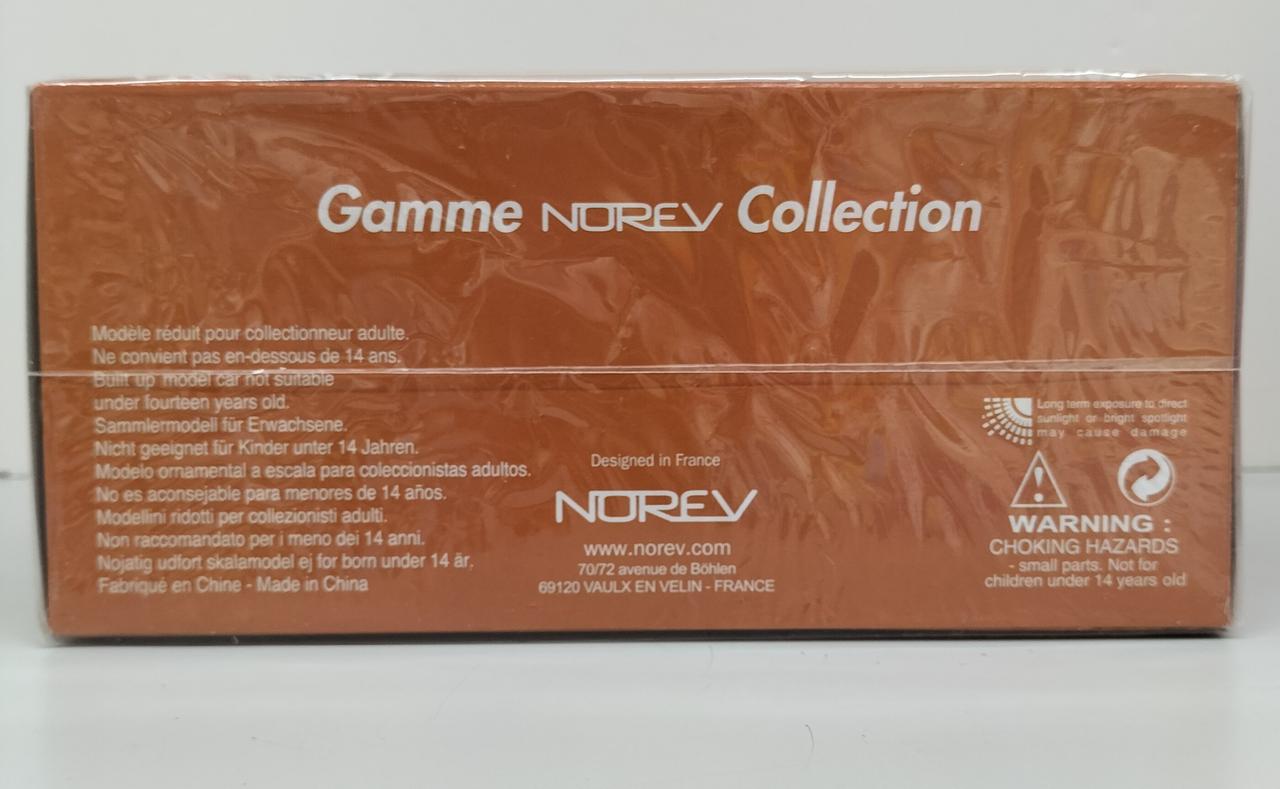 Gamme NOREV Collection
Modèle réduit pour collectionneur adulte.
Ne convient pas en-dessous de 14 ans.
Built up model car not suitable
under fourteen years old.
Sammlermodell für Erwachsene.
Nicht geeignet für Kinder unter 14 Jahren.
Modelo ornamental a escala para coleccionistas adultos.
No es aconsejable para menores de 14 años.
Modellini ridotti per collezionisti adulti.
Non raccomandato per i meno dei 14 anni.
Nojatig udfort skalamodel ej for born under 14 är.
Fabriqué en Chine - Made in China
Designed in France
NOREV
www.norev.com
70/72 avenue de Böhlen
69120 VAULX EN VELIN - FRANCE
Long term exposure to direct
sunlight or bright spotlight
may cause damage
WARNING :
CHOKING HAZARDS
- small parts. Not for
children under 14 years old